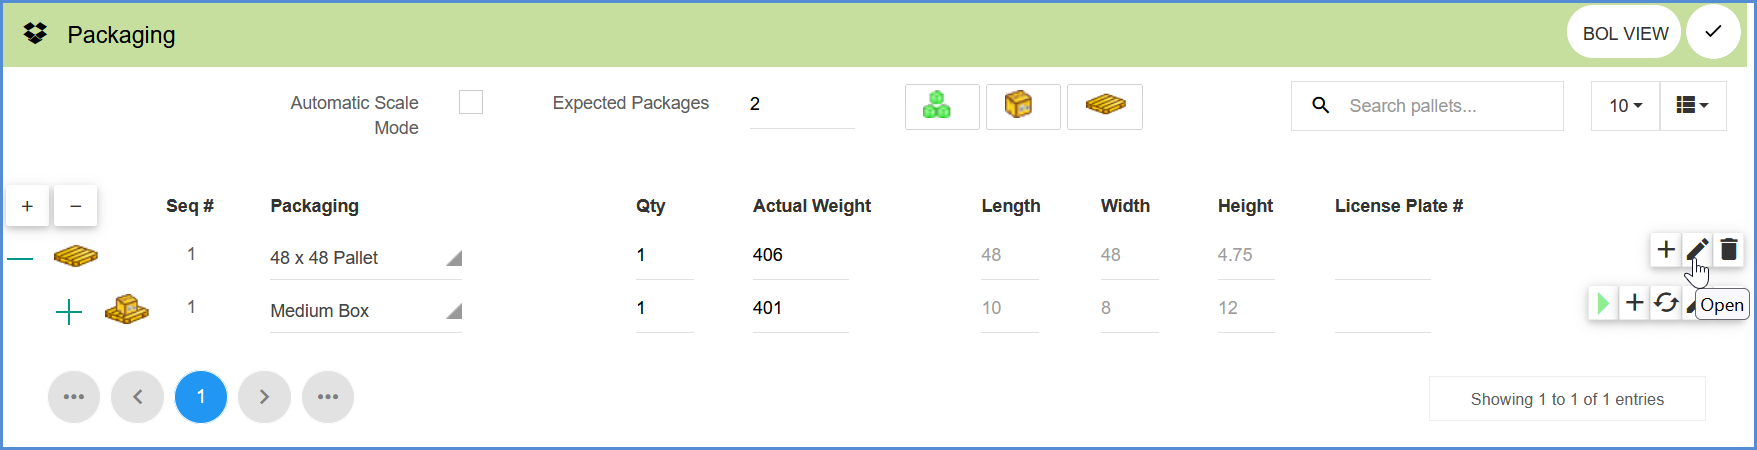 Packaging
BOL VIEW
Automatic Scale
Mode
Expected Packages
2
Search pallets...
10
Seq # Packaging Qty Actual Weight Length Width Height License Plate #
1 48 x 48 Pallet 1 406 48 48 4.75
1 Medium Box 1 401 10 8 12
Open
1
Showing 1 to 1 of 1 entries